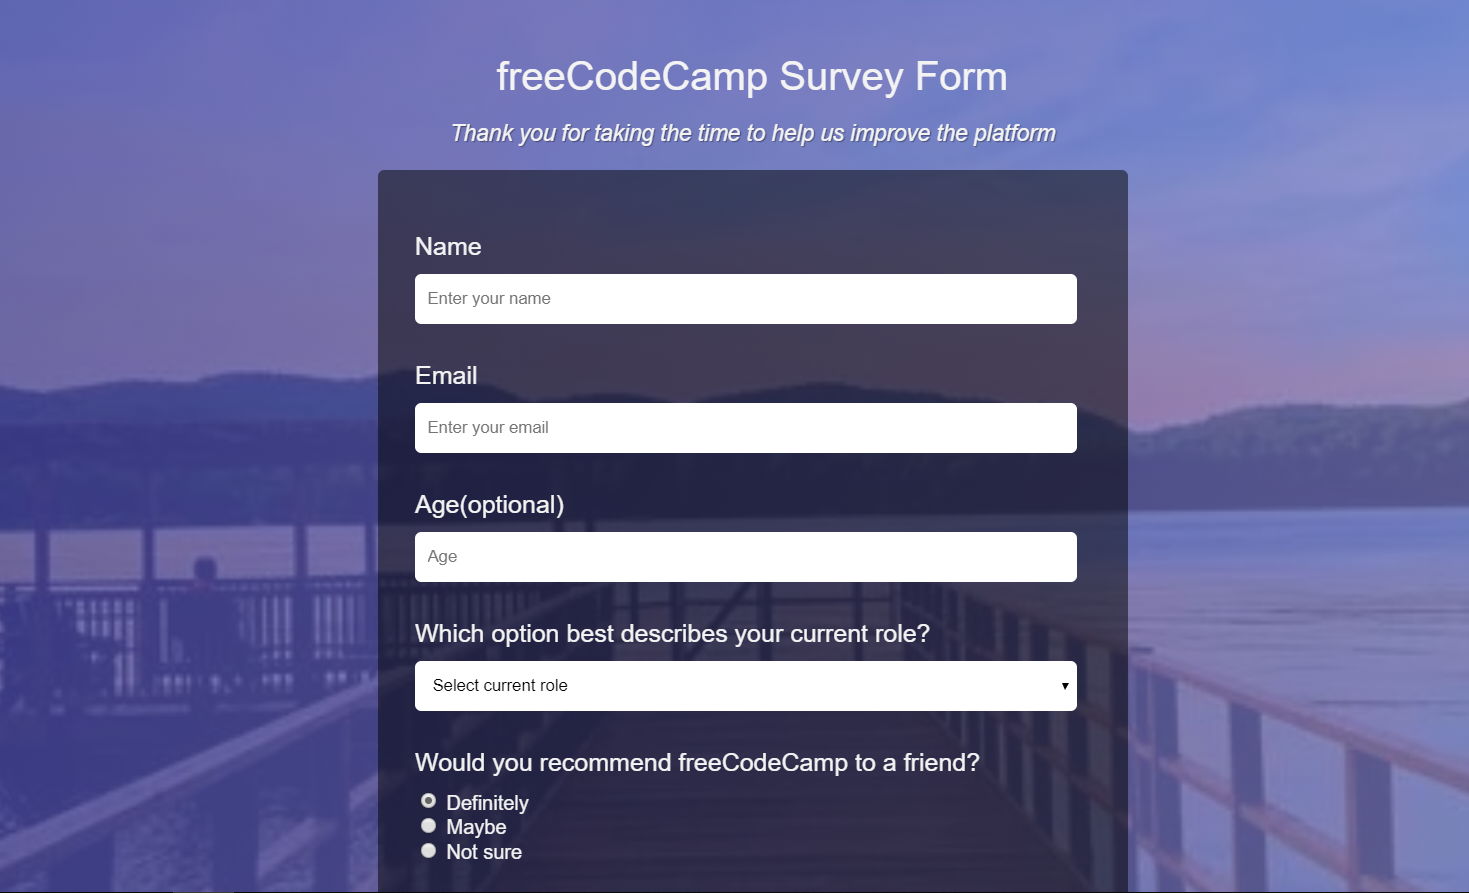 freeCodeCamp Survey Form
Thank you for taking the time to help us improve the platform
Name
Enter your name
Email
Enter your email
Age(optional)
Age
Which option best describes your current role?
Select current role
Would you recommend freeCodeCamp to a friend?
Definitely
Maybe
Not sure